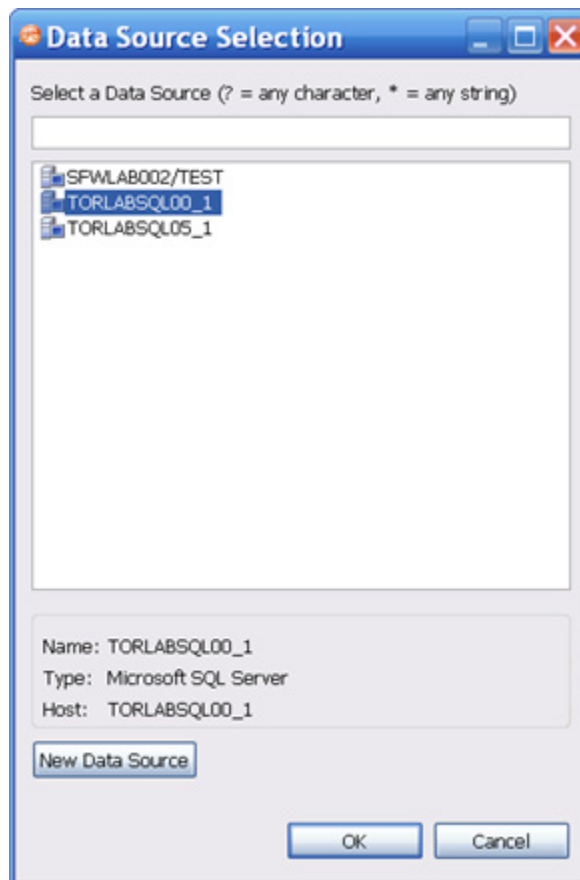 Data Source Selection
Select a Data Source (? = any character, * = any string)
SFWLAB002/TEST
TORLABSQL00_1
TORLABSQL05_1
Name: TORLABSQL00_1
Type: Microsoft SQL Server
Host: TORLABSQL00_1
New Data Source
OK Cancel